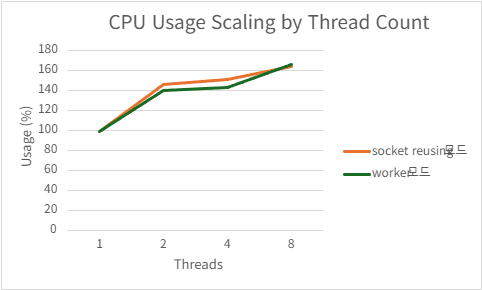 CPU Usage Scaling by Thread Count
180
160
140
120
100
80
60
40
20
0
Usage (%)
1 2 4 8
Threads
socket reusing모드
worker모드